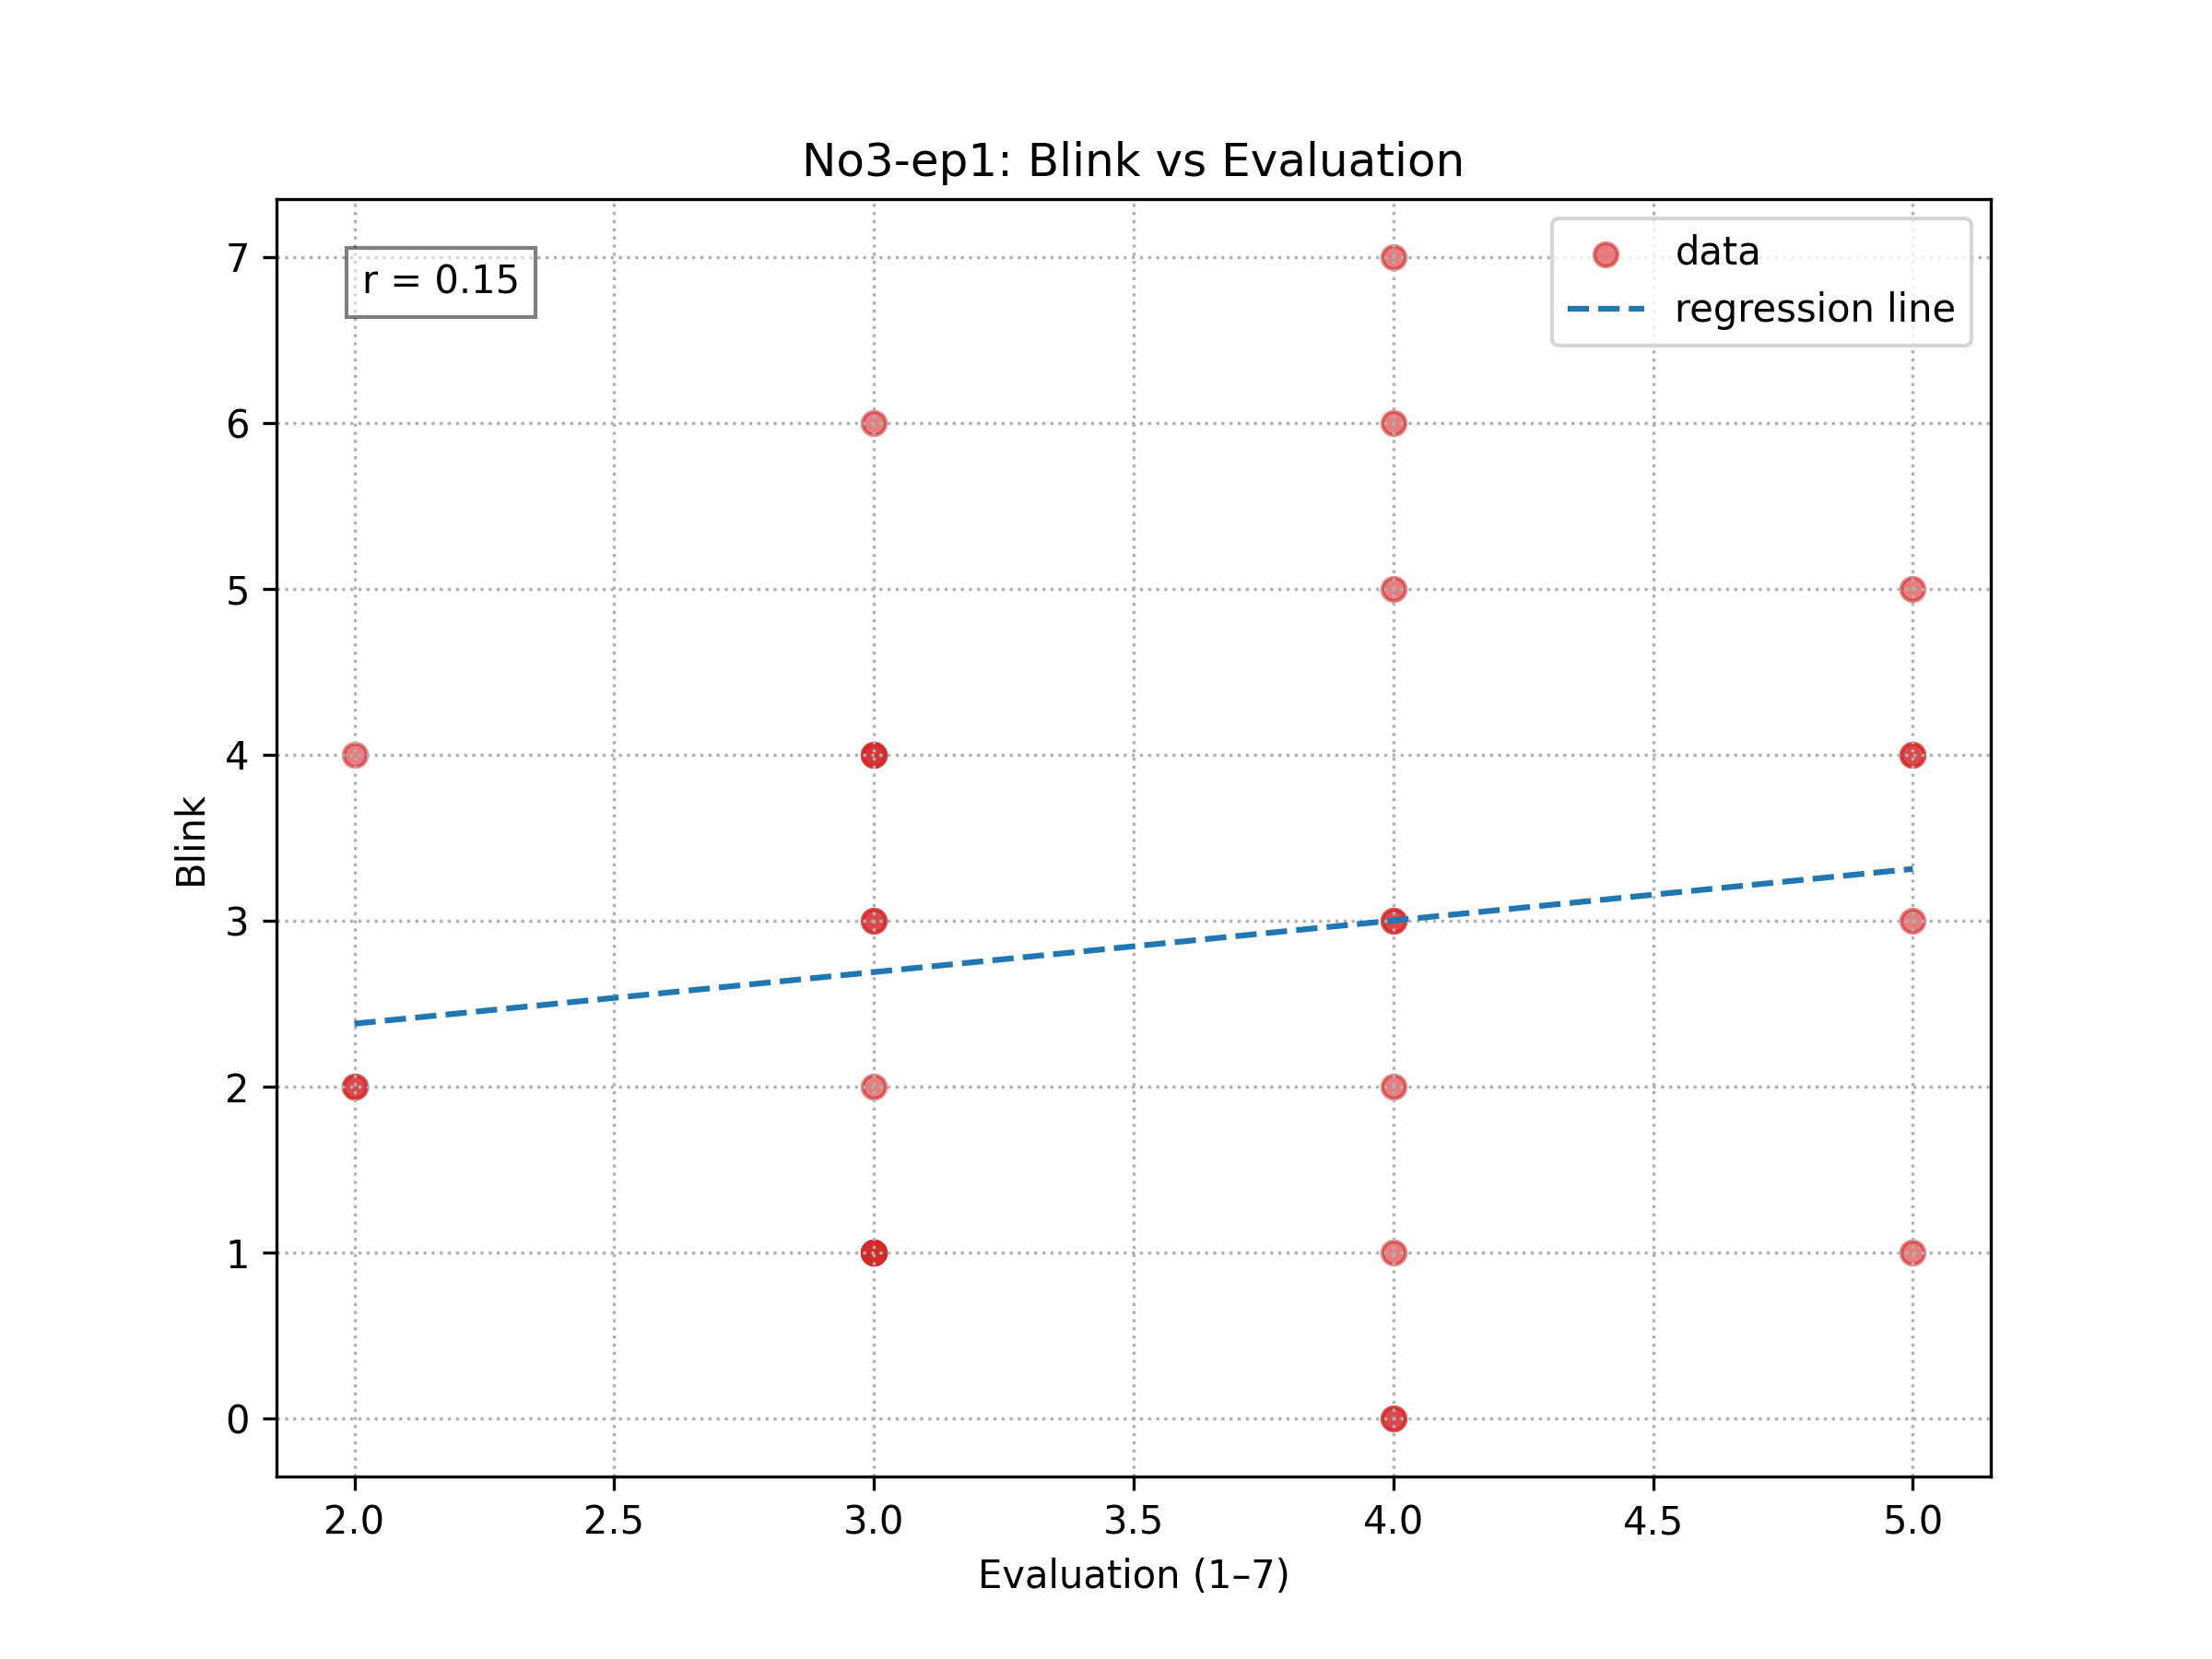 No3-ep1: Blink vs Evaluation
r = 0.15
data
regression line
Blink
7
6
5
4
3
2
1
0
2.0 2.5 3.0 3.5 4.0 4.5 5.0
Evaluation (1–7)